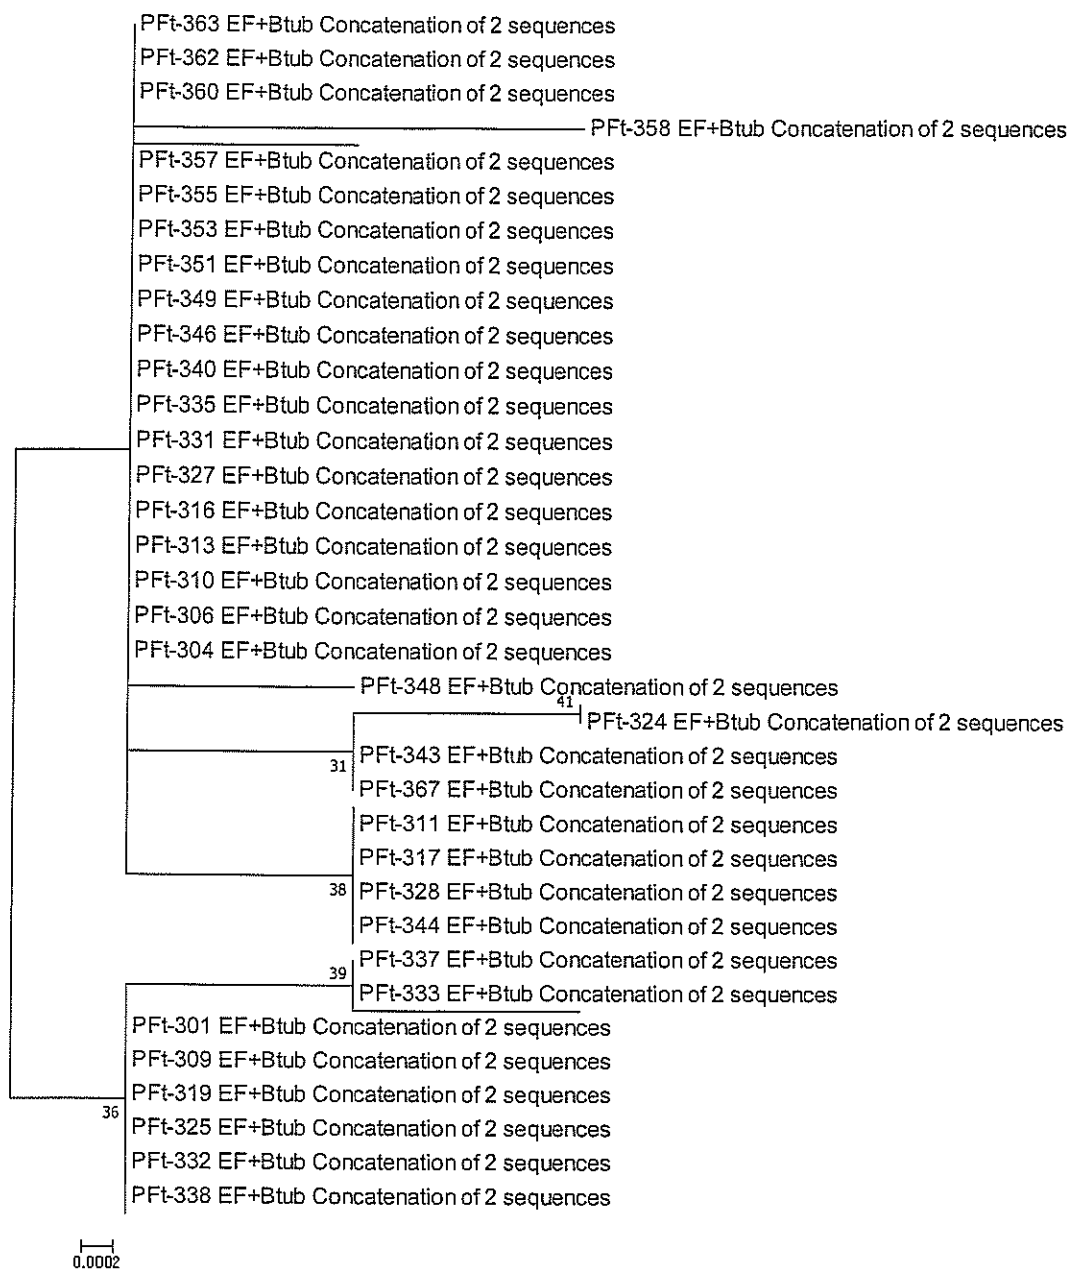 PFt-363 EF+Btub Concatenation of 2 sequences
PFt-362 EF+Btub Concatenation of 2 sequences
PFt-360 EF+Btub Concatenation of 2 sequences
PFt-358 EF+Btub Concatenation of 2 sequences
PFt-357 EF+Btub Concatenation of 2 sequences
PFt-355 EF+Btub Concatenation of 2 sequences
PFt-353 EF+Btub Concatenation of 2 sequences
PFt-351 EF+Btub Concatenation of 2 sequences
PFt-349 EF+Btub Concatenation of 2 sequences
PFt-346 EF+Btub Concatenation of 2 sequences
PFt-340 EF+Btub Concatenation of 2 sequences
PFt-335 EF+Btub Concatenation of 2 sequences
PFt-331 EF+Btub Concatenation of 2 sequences
PFt-327 EF+Btub Concatenation of 2 sequences
PFt-316 EF+Btub Concatenation of 2 sequences
PFt-313 EF+Btub Concatenation of 2 sequences
PFt-310 EF+Btub Concatenation of 2 sequences
PFt-306 EF+Btub Concatenation of 2 sequences
PFt-304 EF+Btub Concatenation of 2 sequences
PFt-348 EF+Btub Concatenation of 2 sequences
41
PFt-324 EF+Btub Concatenation of 2 sequences
PFt-343 EF+Btub Concatenation of 2 sequences
31
PFt-367 EF+Btub Concatenation of 2 sequences
PFt-311 EF+Btub Concatenation of 2 sequences
PFt-317 EF+Btub Concatenation of 2 sequences
38
PFt-328 EF+Btub Concatenation of 2 sequences
PFt-344 EF+Btub Concatenation of 2 sequences
PFt-337 EF+Btub Concatenation of 2 sequences
39
PFt-333 EF+Btub Concatenation of 2 sequences
PFt-301 EF+Btub Concatenation of 2 sequences
PFt-309 EF+Btub Concatenation of 2 sequences
PFt-319 EF+Btub Concatenation of 2 sequences
36
PFt-325 EF+Btub Concatenation of 2 sequences
PFt-332 EF+Btub Concatenation of 2 sequences
PFt-338 EF+Btub Concatenation of 2 sequences
0.0002